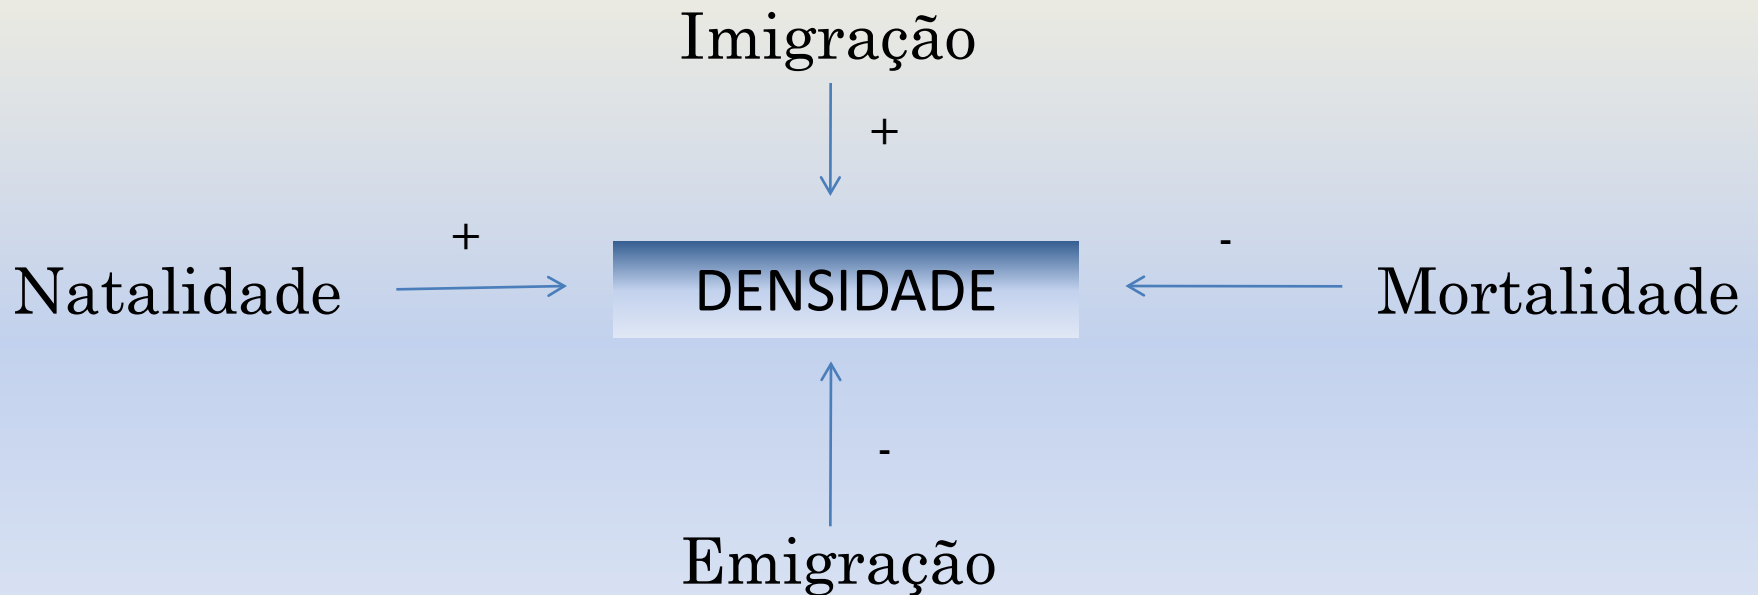 Imigração
+
+
-
Natalidade
DENSIDADE
Mortalidade
-
Emigração